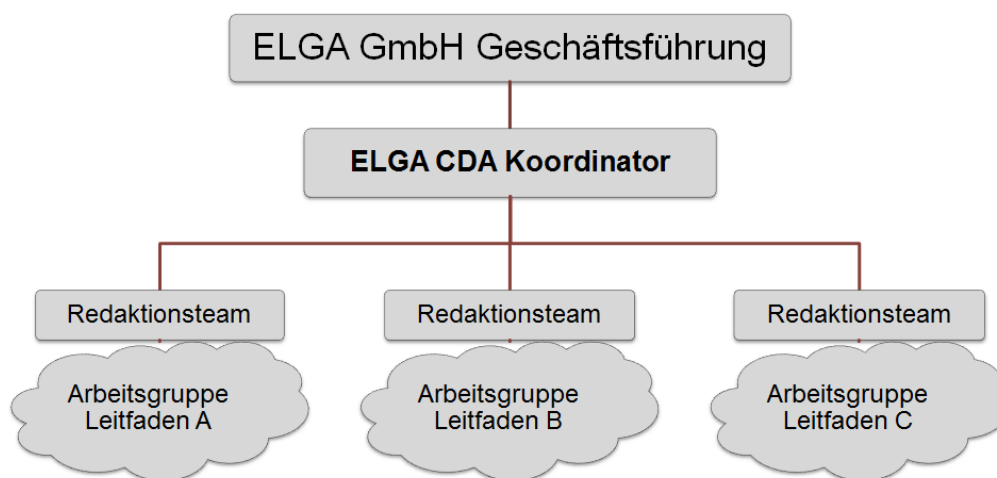 ELGA GmbH Geschäftsführung
ELGA CDA Koordinator
Redaktionsteam
Redaktionsteam
Redaktionsteam
Arbeitsgruppe
Leitfaden A
Arbeitsgruppe
Leitfaden B
Arbeitsgruppe
Leitfaden C